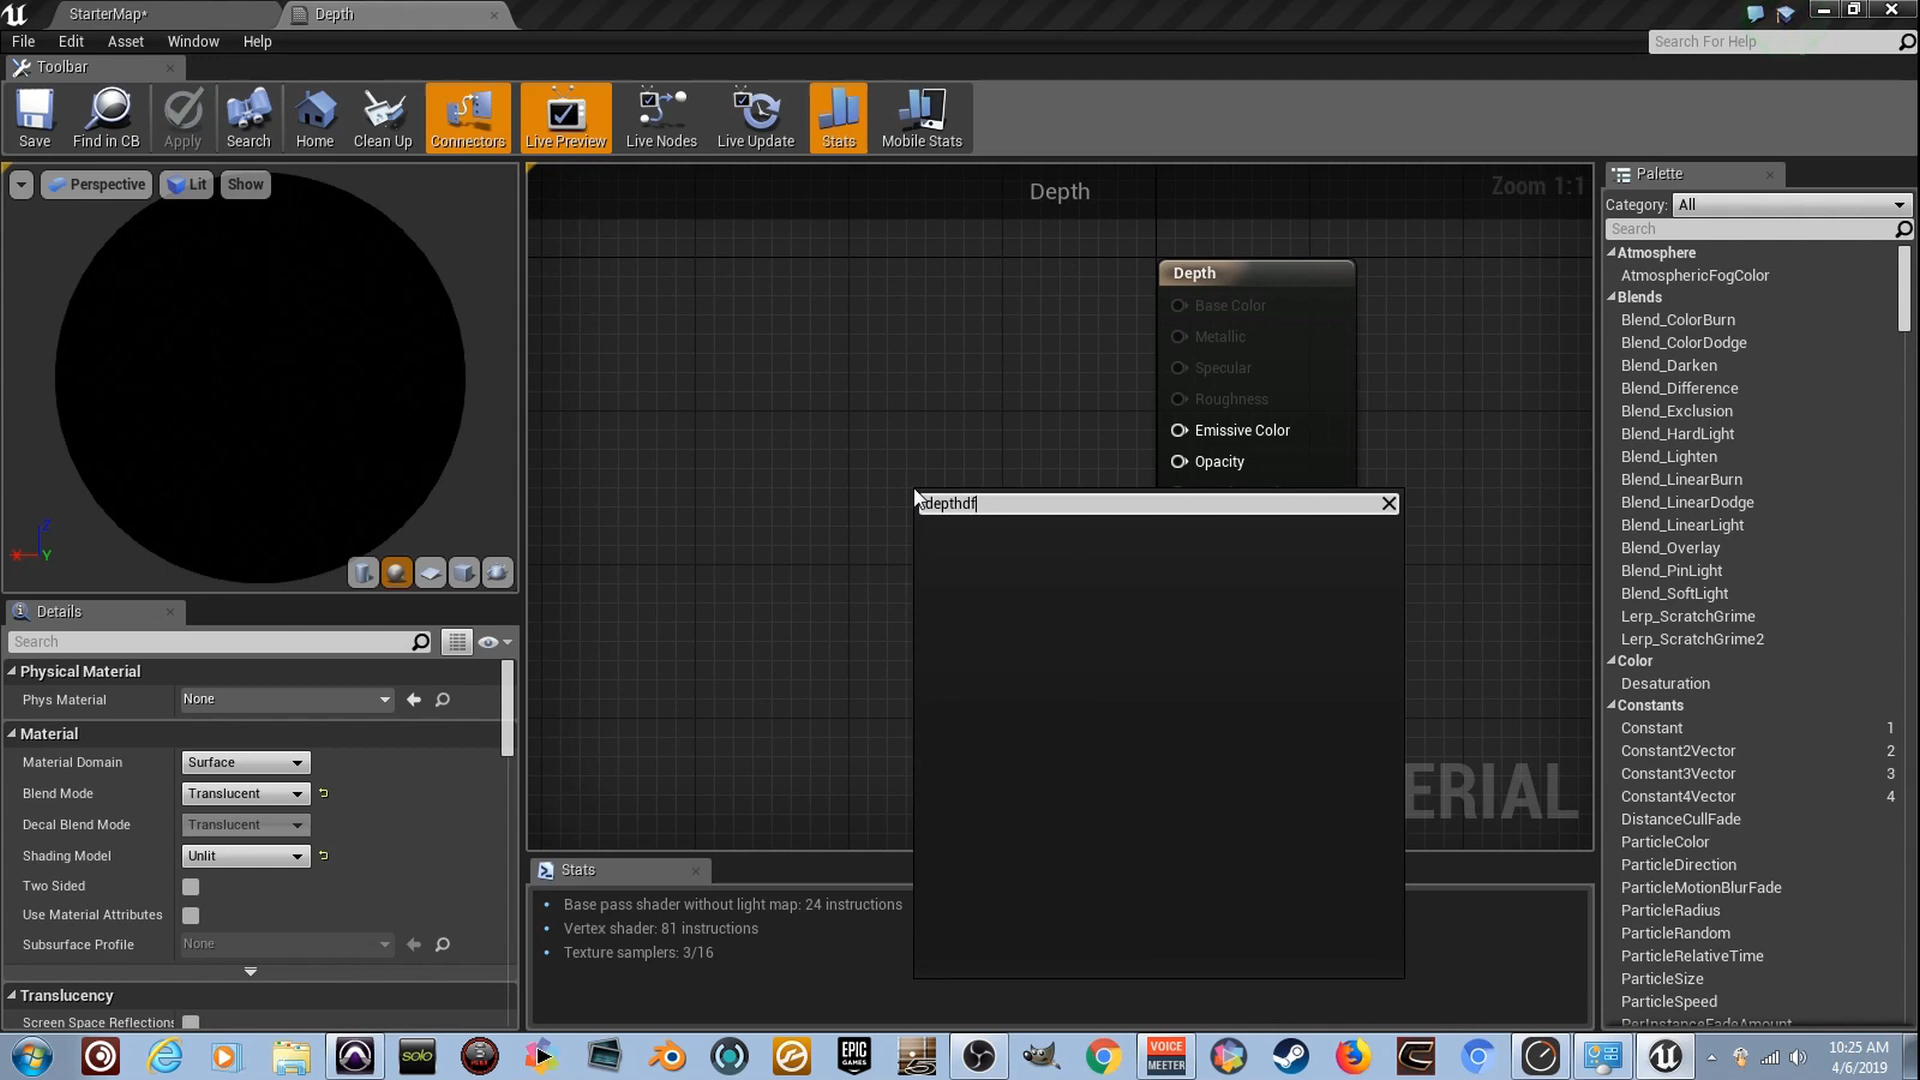 StarterMap*
Depth
File
Edit
Asset
Window
Help
Search For Help
Toolbar
Save
Find in CB
Apply
Search
Home
Clean Up
Connectors
Live Preview
Live Nodes
Live Update
Stats
Mobile Stats
Perspective
Lit
Show
Z
X
Y
Depth
Zoom 1:1
Depth
Base Color
Metallic
Specular
Roughness
Emissive Color
Opacity
depthdf
ERIAL
Palette
Category:
All
Search
Atmosphere
AtmosphericFogColor
Blends
Blend_ColorBurn
Blend_ColorDodge
Blend_Darken
Blend_Difference
Blend_Exclusion
Blend_HardLight
Blend_Lighten
Blend_LinearBurn
Blend_LinearDodge
Blend_LinearLight
Blend_Overlay
Blend_PinLight
Blend_SoftLight
Lerp_ScratchGrime
Lerp_ScratchGrime2
Color
Desaturation
Constants
Constant 1
Constant2Vector 2
Constant3Vector 3
Constant4Vector 4
DistanceCullFade
ParticleColor
ParticleDirection
ParticleMotionBlurFade
ParticleRadius
ParticleRandom
ParticleRelativeTime
ParticleSize
ParticleSpeed
PerInstanceFadeAmount
Details
Search
Physical Material
Phys Material None
Material
Material Domain Surface
Blend Mode Translucent
Decal Blend Mode Translucent
Shading Model Unlit
Two Sided
Use Material Attributes
Subsurface Profile None
Translucency
Screen Space Reflections
Stats
Base pass shader without light map: 24 instructions
Vertex shader: 81 instructions
Texture samplers: 3/16
solo
EPIC
GAMES
VOICE
MEETER
10:25 AM
4/6/2019